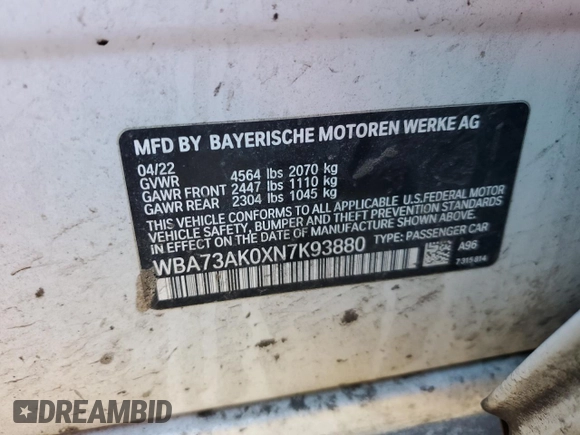 MFD BY BAYERISCHE MOTOREN WERKE AG
04/22
GVWR 4564 lbs 2070 kg
GAWR FRONT 2447 lbs 1110 kg
GAWR REAR 2304 lbs 1045 kg
THIS VEHICLE CONFORMS TO ALL APPLICABLE U.S.FEDERAL MOTOR
VEHICLE SAFETY, BUMPER AND THEFT PREVENTION STANDARDS
IN EFFECT ON THE DATE OF MANUFACTURE SHOWN ABOVE.
WBA73AK0XN7K93880 TYPE: PASSENGER CAR
A96
7315414
DREAMBID